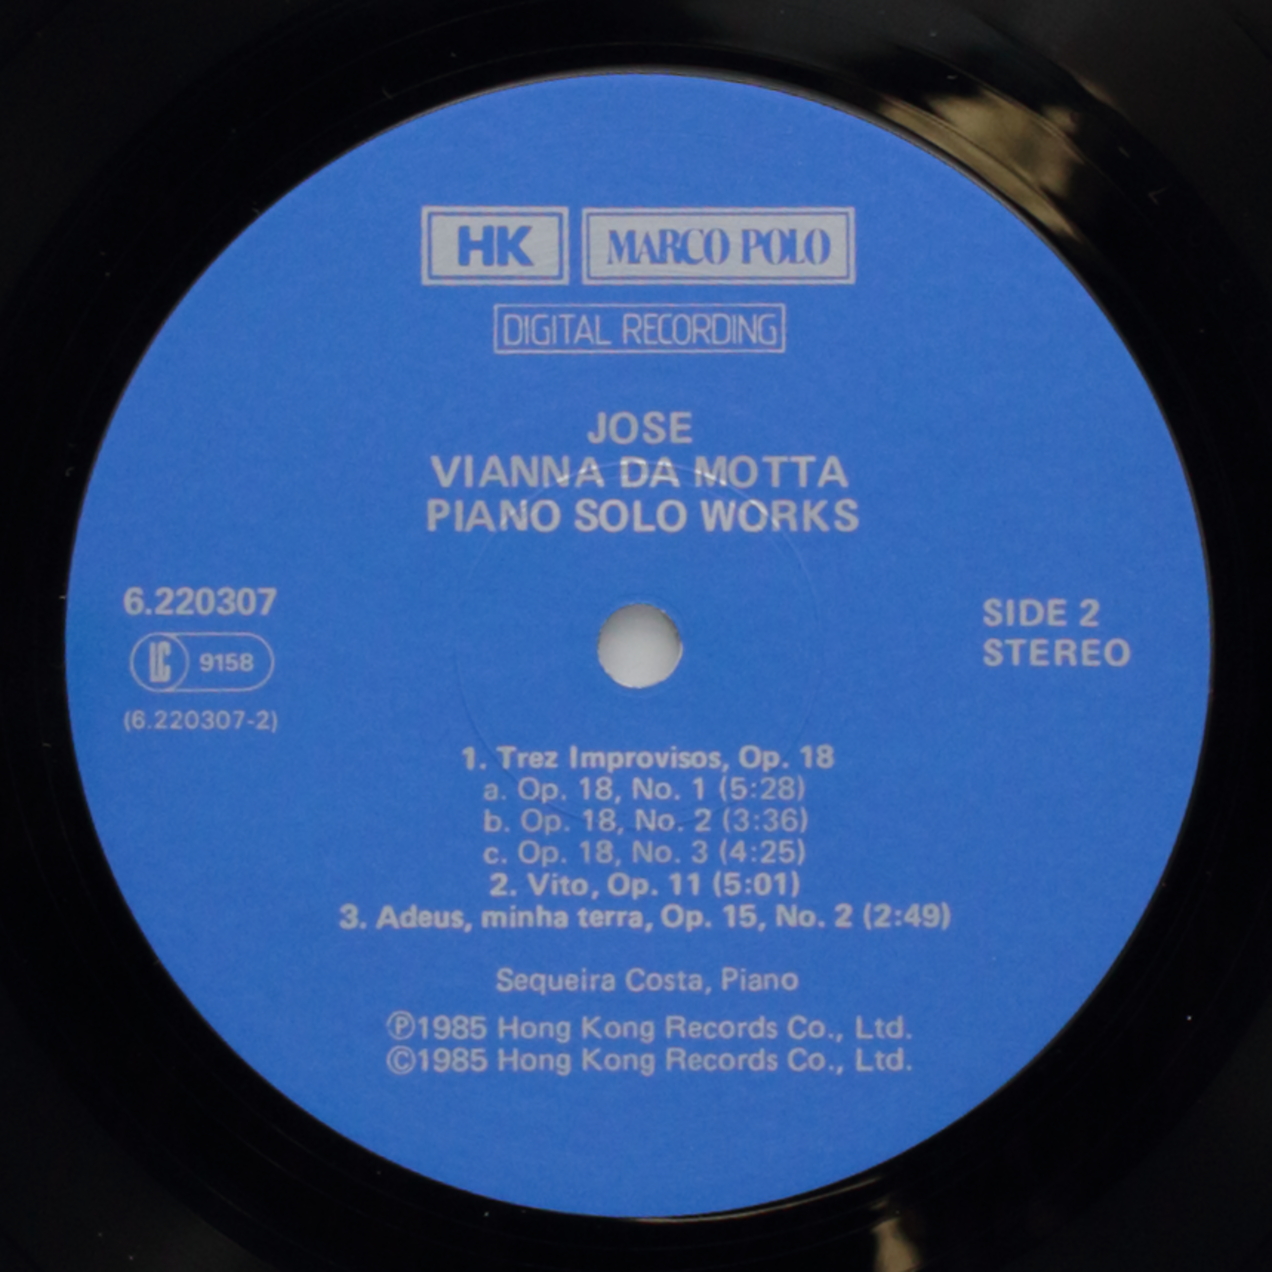 HK MARCO POLO
DIGITAL RECORDING
JOSE
VIANNA DA MOTTA
PIANO SOLO WORKS
6.220307
LC 9158
(6.220307-2)
SIDE 2
STEREO
1. Trez Improvisos, Op. 18
a. Op. 18, No. 1 (5:28)
b. Op. 18, No. 2 (3:36)
c. Op. 18, No. 3 (4:25)
2. Vito, Op. 11 (5:01)
3. Adeus, minha terra, Op. 15, No. 2 (2:49)
Sequeira Costa, Piano
℗1985 Hong Kong Records Co., Ltd.
©1985 Hong Kong Records Co., Ltd.